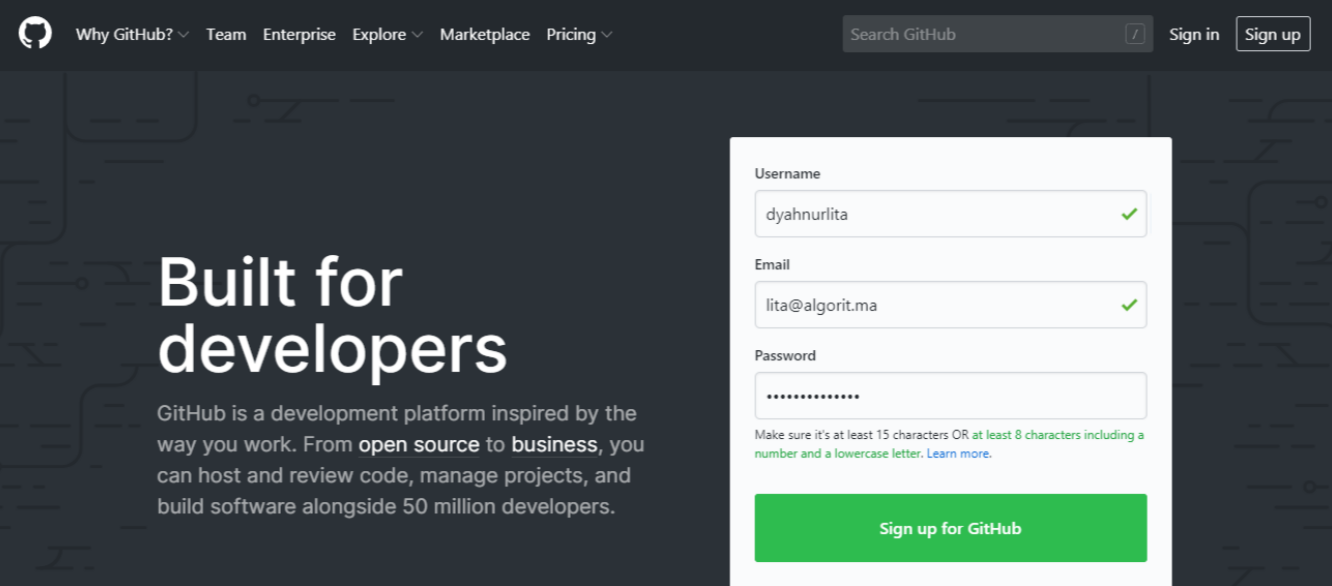 Why GitHub? Team Enterprise Explore Marketplace Pricing Search GitHub / Sign in Sign up
Built for
developers
GitHub is a development platform inspired by the
way you work. From open source to business, you
can host and review code, manage projects, and
build software alongside 50 million developers.
Username
dyahnurlita
Email
lita@algorit.ma
Password
••••••••••••••
Make sure it's at least 15 characters OR at least 8 characters including a
number and a lowercase letter. Learn more.
Sign up for GitHub